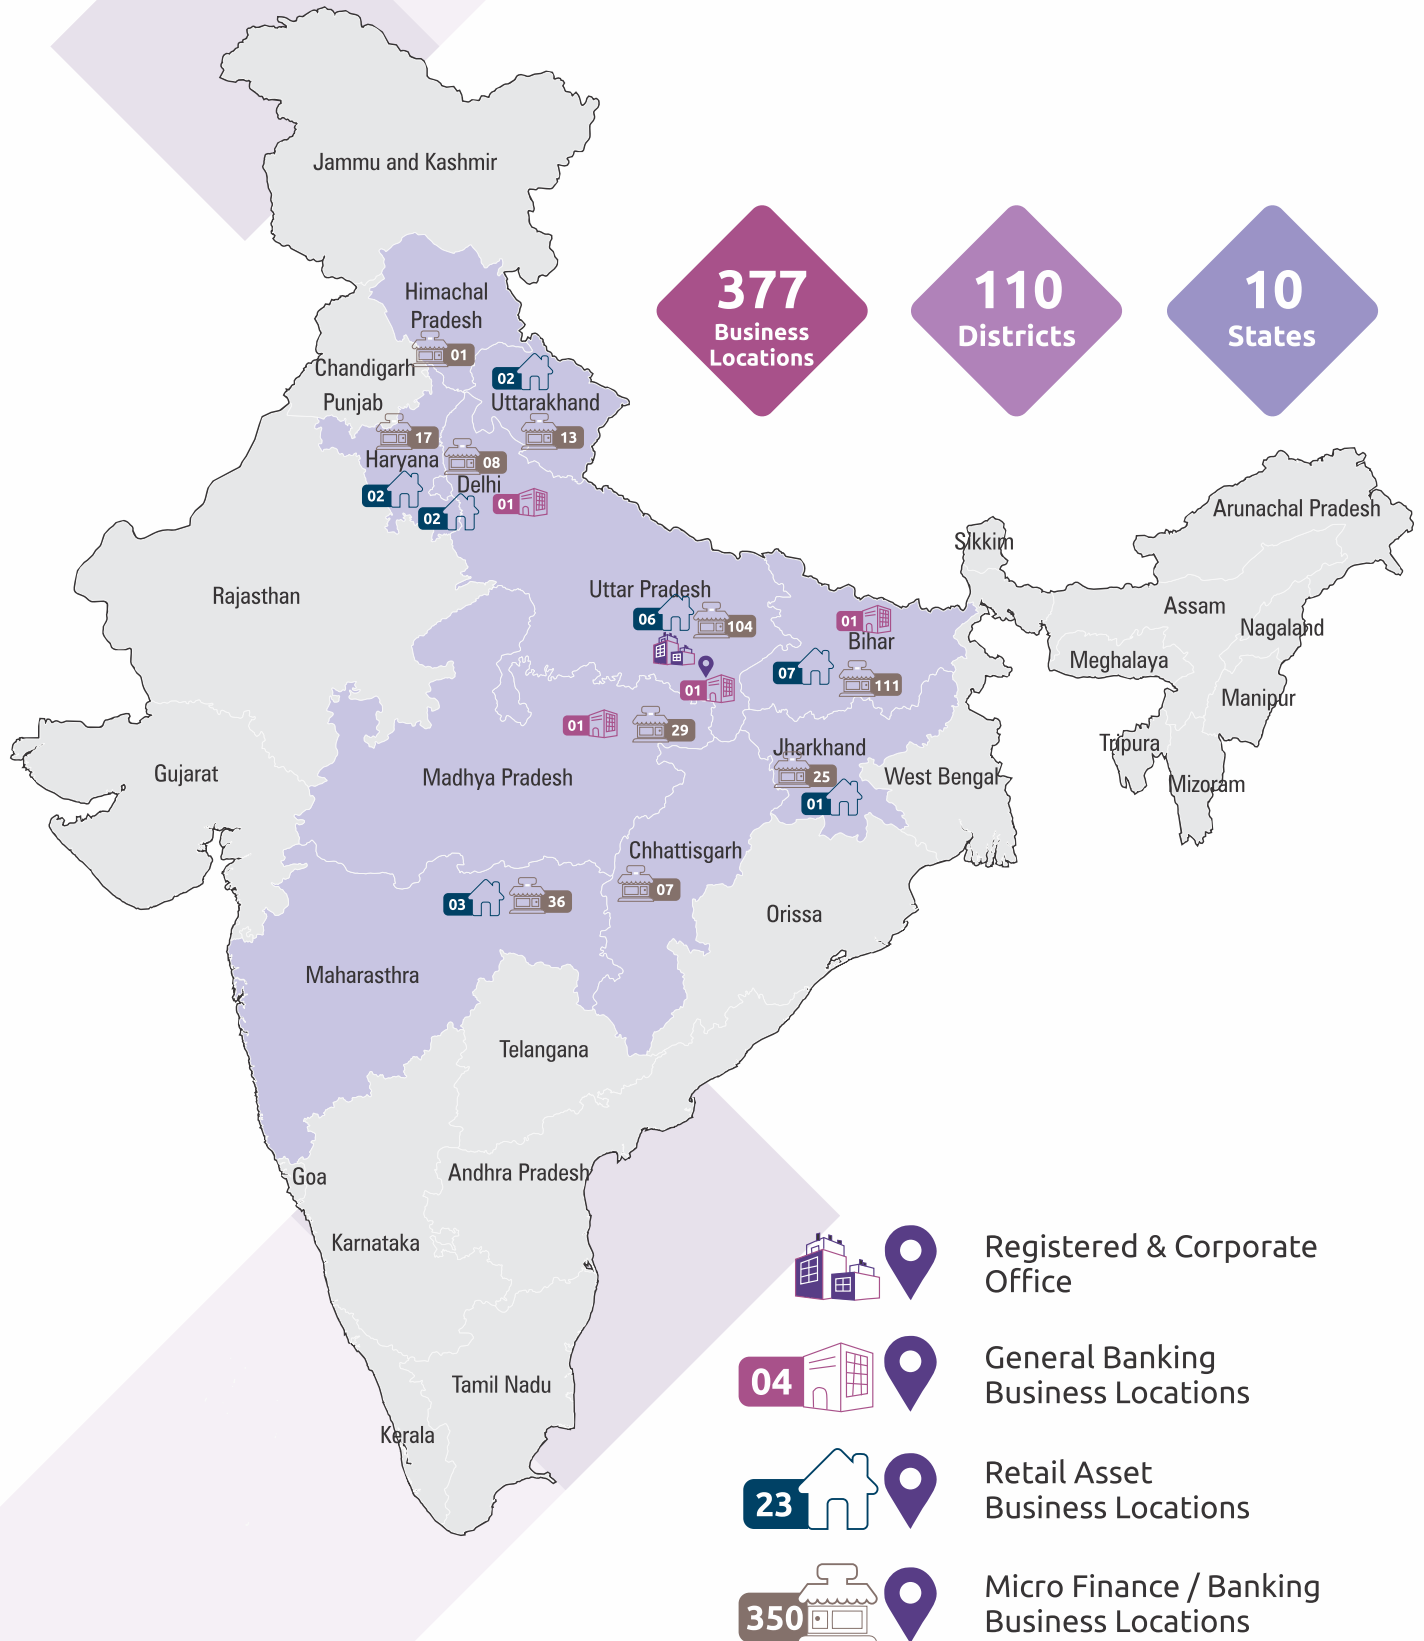 Jammu and Kashmir
377
Business
Locations
110
Districts
10
States
Himachal
Pradesh
01
Chandigarh
02
Punjab
Uttarakhand
17
13
Haryana
08
Delhi
02
01
02
Arunachal Pradesh
Sikkim
Rajasthan
Uttar Pradesh
06
104
01
Bihar
Assam
Nagaland
Meghalaya
07
111
01
Manipur
01
29
Jharkhand
Tripura
Gujarat
Madhya Pradesh
25
West Bengal
Mizoram
01
Chhattisgarh
07
03
36
Orissa
Maharasthra
Telangana
Andhra Pradesh
Goa
Karnataka
Tamil Nadu
Kerala
Registered & Corporate
Office
04
General Banking
Business Locations
23
Retail Asset
Business Locations
350
Micro Finance / Banking
Business Locations